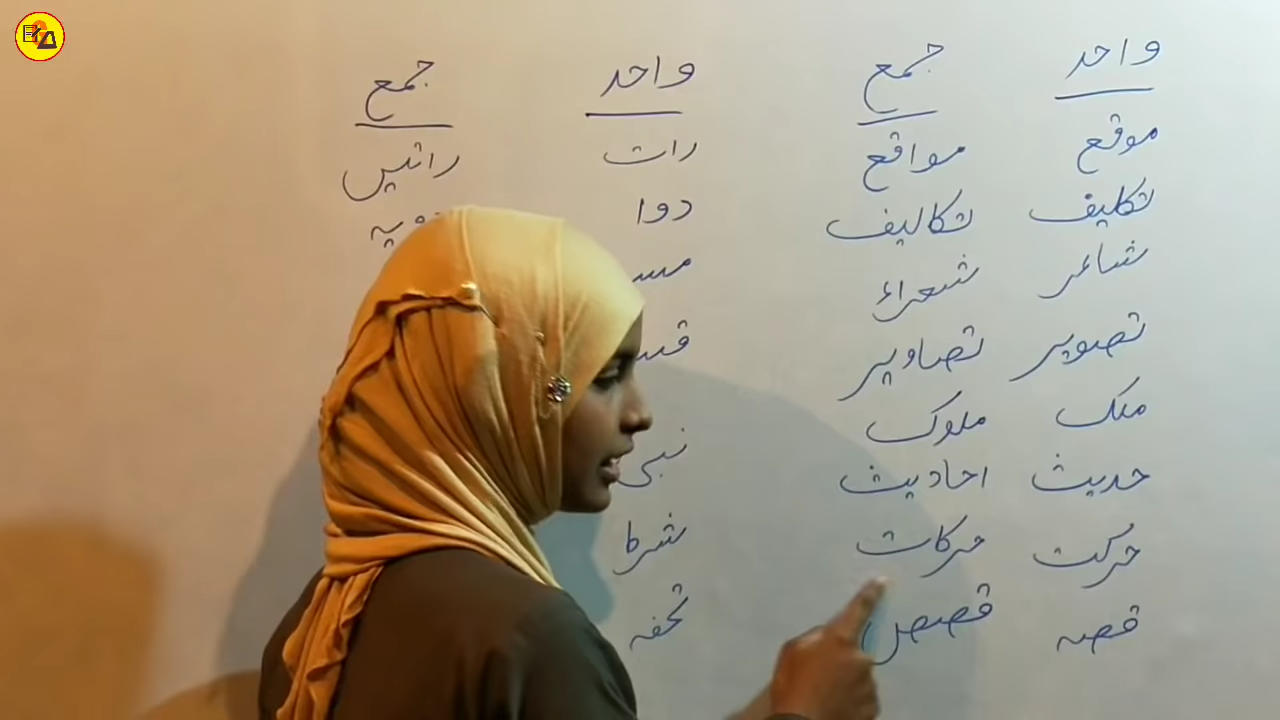 واحد جمع واحد جمع
موقع مواقع رات راتیں
تکلیف تکالیف دوا
شاعر شعراء
تصویر تصاویر
ملک ملوک
حدیث احادیث نبی
حرکت حرکات شرط
قصہ قصص تحفہ